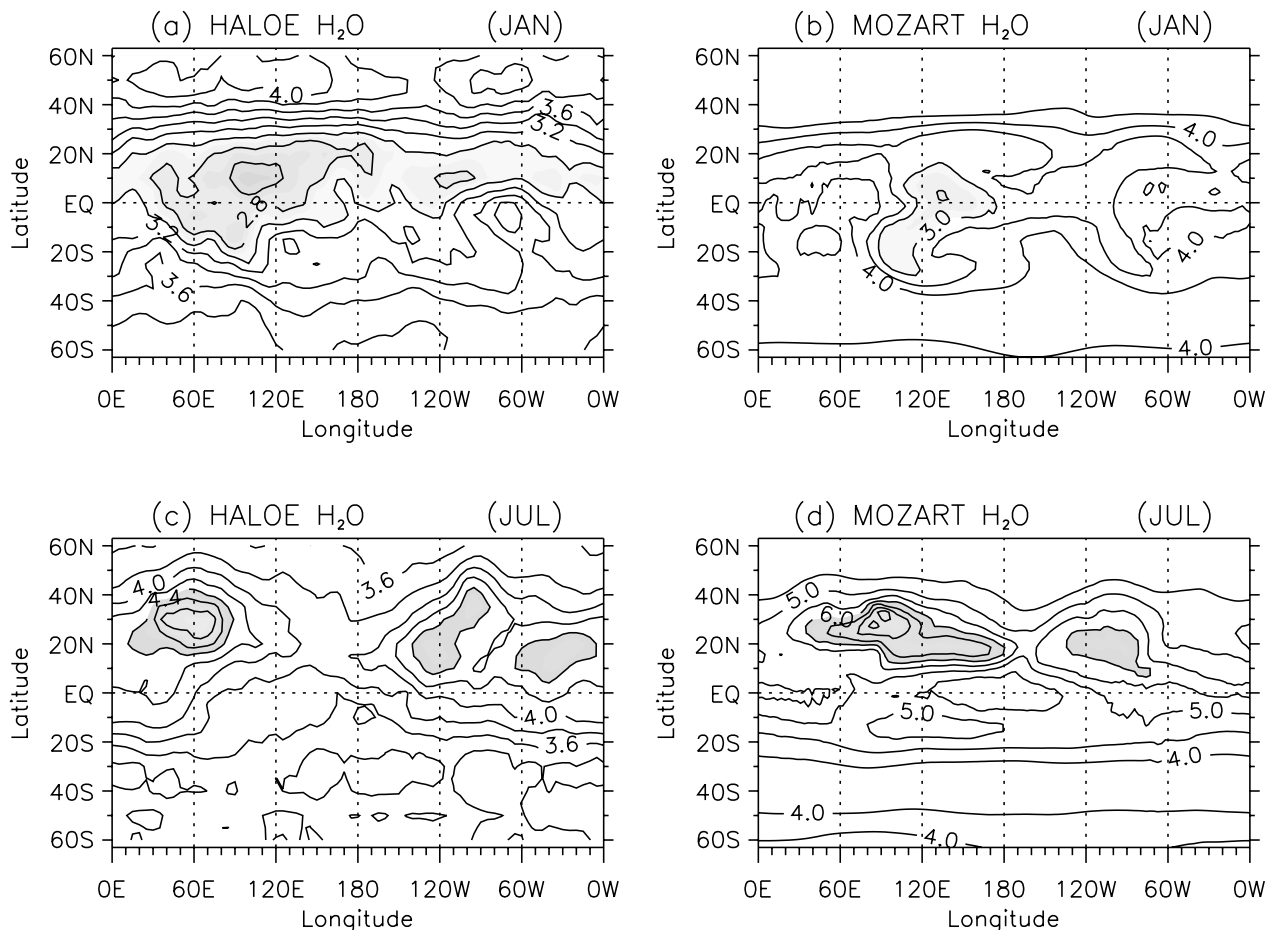 (a) HALOE H₂O (JAN)
60N
40N
20N
EQ
20S
40S
60S
Latitude
4.0
3.6
3.2
2.8
3.2
3.6
0E 60E 120E 180 120W 60W 0W
Longitude
(b) MOZART H₂O (JAN)
60N
40N
20N
EQ
20S
40S
60S
Latitude
4.0
3.0
4.0
4.0
4.0
0E 60E 120E 180 120W 60W 0W
Longitude
(c) HALOE H₂O (JUL)
60N
40N
20N
EQ
20S
40S
60S
Latitude
4.0
3.6
4.4
4.0
3.6
0E 60E 120E 180 120W 60W 0W
Longitude
(d) MOZART H₂O (JUL)
60N
40N
20N
EQ
20S
40S
60S
Latitude
5.0
6.0
5.0
5.0
4.0
4.0
4.0
0E 60E 120E 180 120W 60W 0W
Longitude